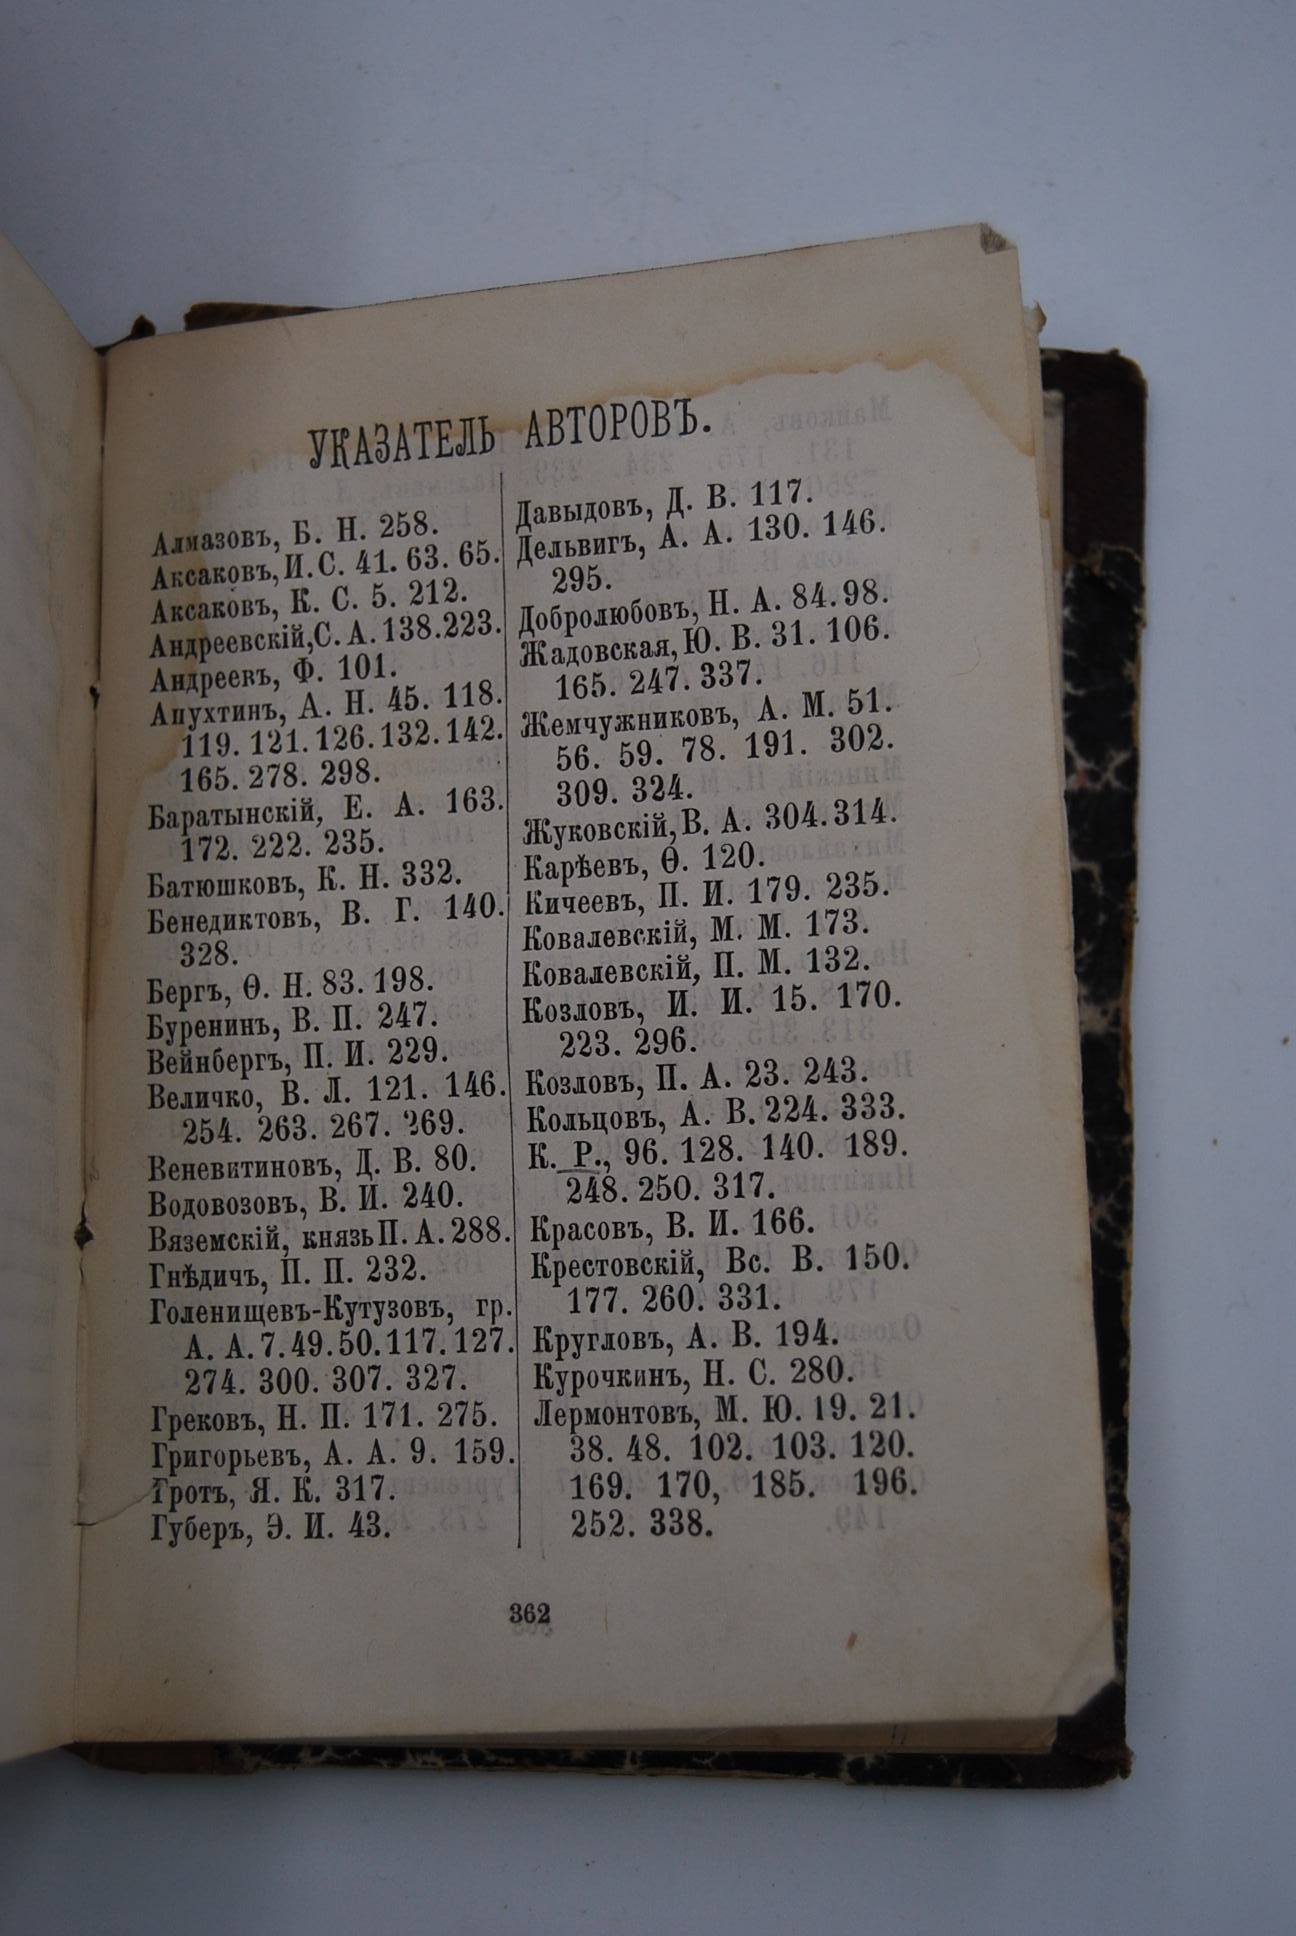 УКАЗАТЕЛЬ АВТОРОВЪ.
Алмазовъ, Б. Н. 258.
Аксаковъ, И. С. 41. 63. 65.
Аксаковъ, К. С. 5. 212.
Андреевскій, С. А. 138. 223.
Андреевъ, Ф. 101.
Апухтинъ, А. Н. 45. 118.
119. 121. 126. 132. 142.
165. 278. 298.
Баратынскій, Е. А. 163.
172. 222. 235.
Батюшковъ, К. Н. 332.
Бенедиктовъ, В. Г. 140.
328.
Бергъ, Ѳ. Н. 83. 198.
Буренинъ, В. П. 247.
Вейнбергъ, П. И. 229.
Величко, В. Л. 121. 146.
254. 263. 267. 269.
Веневитиновъ, Д. В. 80.
Водовозовъ, В. И. 240.
Вяземскій, князь П. А. 288.
Гнѣдичъ, П. П. 232.
Голенищевъ-Кутузовъ, гр.
А. А. 7. 49. 50. 117. 127.
274. 300. 307. 327.
Грековъ, Н. П. 171. 275.
Григорьевъ, А. А. 9. 159.
Гротъ, Я. К. 317.
Губеръ, Э. И. 43.
Давыдовъ, Д. В. 117.
Дельвигъ, А. А. 130. 146.
295.
Добролюбовъ, Н. А. 84. 98.
Жадовская, Ю. В. 31. 106.
165. 247. 337.
Жемчужниковъ, А. М. 51.
56. 59. 78. 191. 302.
309. 324.
Жуковскій, В. А. 304. 314.
Карѣевъ, Ѳ. 120.
Кичеевъ, П. И. 179. 235.
Ковалевскій, М. М. 173.
Ковалевскій, П. М. 132.
Козловъ, И. И. 15. 170.
223. 296.
Козловъ, П. А. 23. 243.
Кольцовъ, А. В. 224. 333.
К. Р., 96. 128. 140. 189.
248. 250. 317.
Красовъ, В. И. 166.
Крестовскій, Вс. В. 150.
177. 260. 331.
Кругловъ, А. В. 194.
Курочкинъ, Н. С. 280.
Лермонтовъ, М. Ю. 19. 21.
38. 48. 102. 103. 120.
169. 170, 185. 196.
252. 338.
362